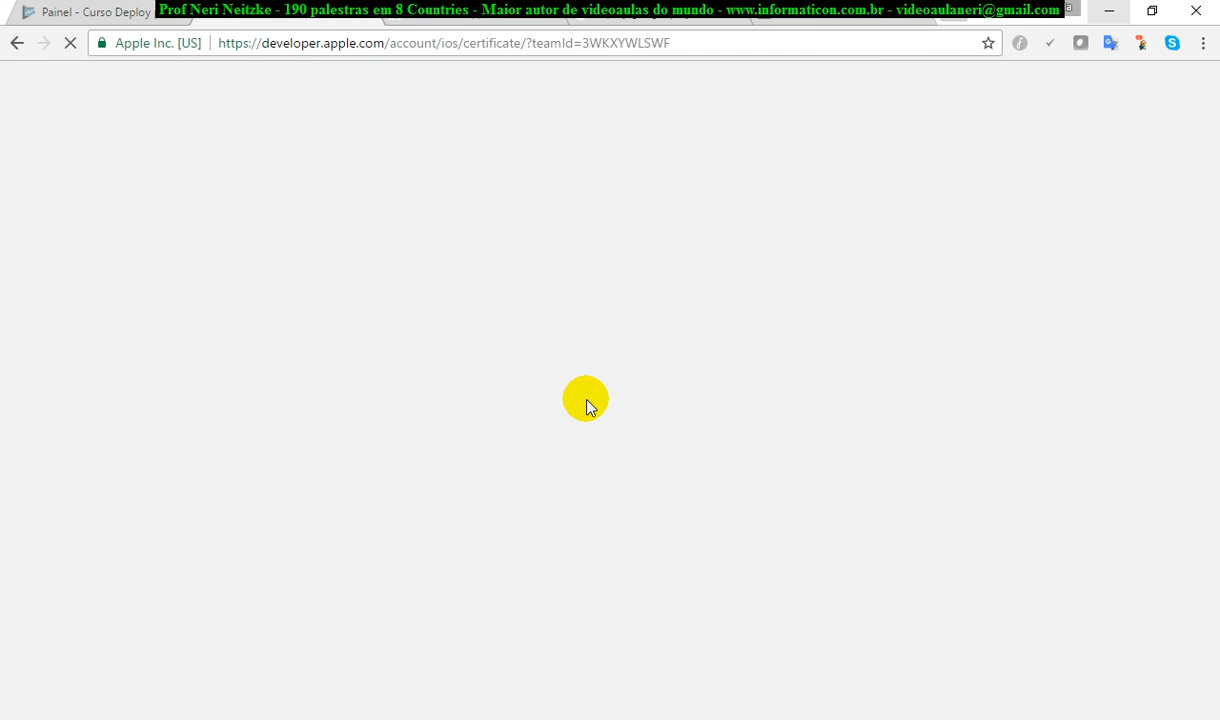 Painel - Curso Deploy
Prof Neri Neitzke - 190 palestras em 8 Countries - Maior autor de videoaulas do mundo - www.informaticon.com.br - videoaulaneri@gmail.com
Apple Inc. [US] https://developer.apple.com/account/ios/certificate/?teamId=3WKXYWLSWF